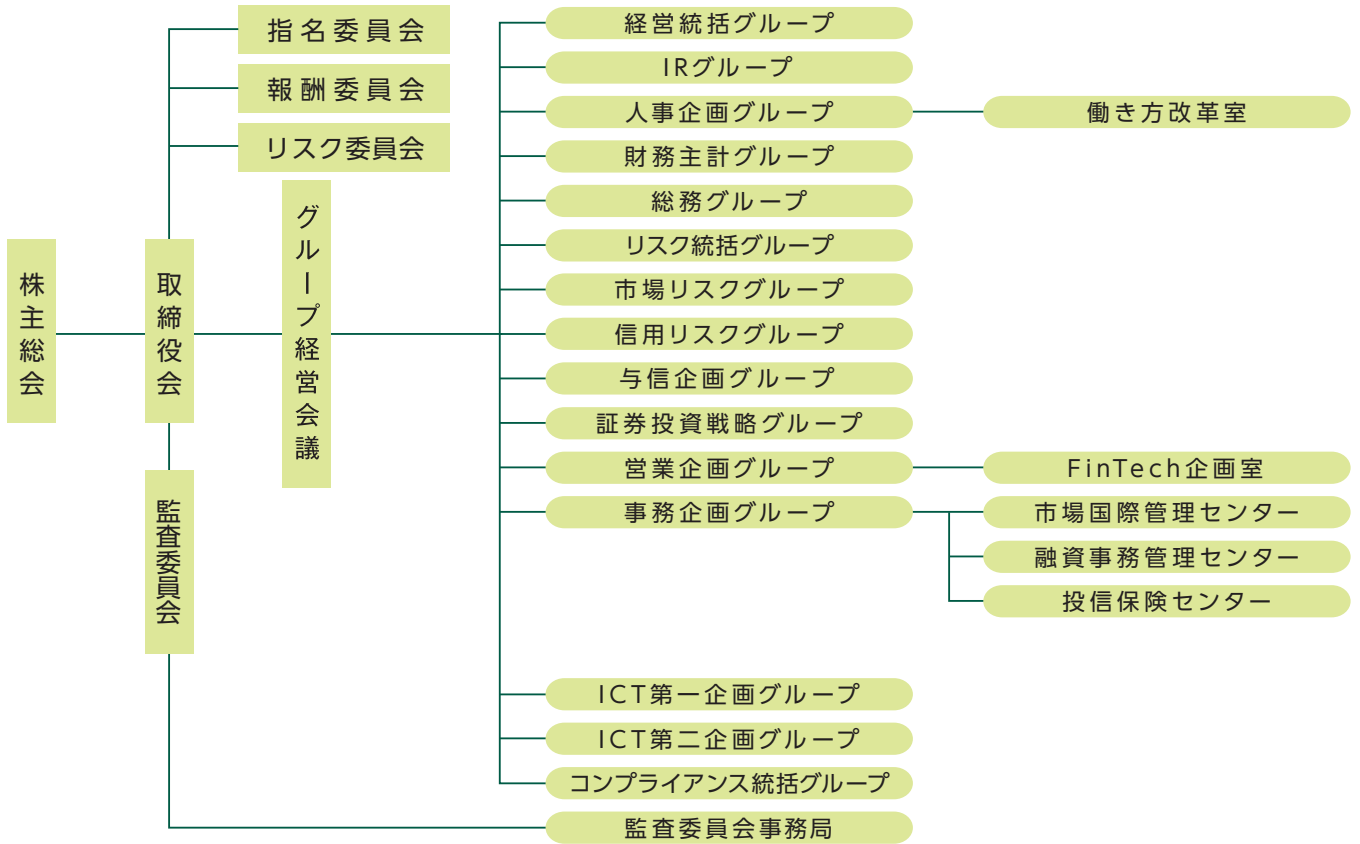 株主総会
取締役会
指名委員会
報酬委員会
リスク委員会
グループ経営会議
監査委員会
経営統括グループ
IRグループ
人事企画グループ
働き方改革室
財務主計グループ
総務グループ
リスク統括グループ
市場リスクグループ
信用リスクグループ
与信企画グループ
証券投資戦略グループ
営業企画グループ
FinTech企画室
事務企画グループ
市場国際管理センター
融資事務管理センター
投信保険センター
ICT第一企画グループ
ICT第二企画グループ
コンプライアンス統括グループ
監査委員会事務局